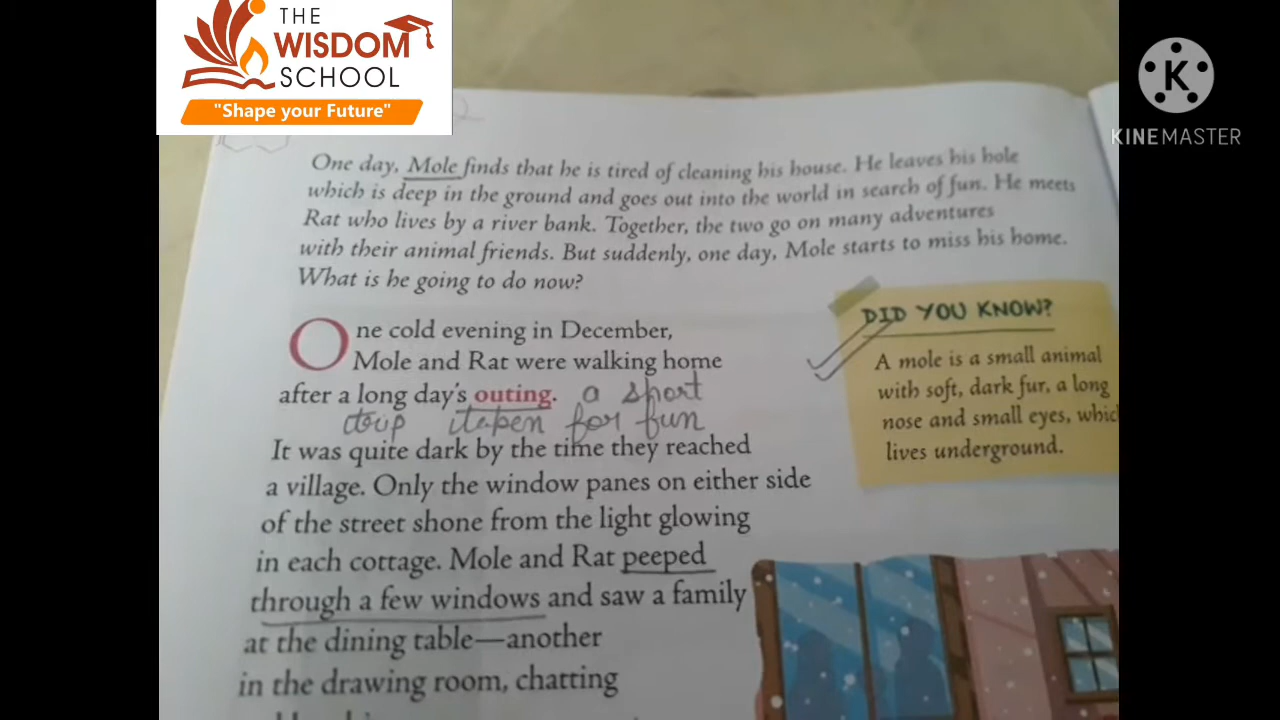 THE
WISDOM
SCHOOL
"Shape your Future"
KINEMASTER
One day, Mole finds that he is tired of cleaning his house. He leaves his hole
which is deep in the ground and goes out into the world in search of fun. He meets
Rat who lives by a river bank. Together, the two go on many adventures
with their animal friends. But suddenly, one day, Mole starts to miss his home.
What is he going to do now?
One cold evening in December,
Mole and Rat were walking home
after a long day's outing. a short
trip taken for fun
It was quite dark by the time they reached
a village. Only the window panes on either side
of the street shone from the light glowing
in each cottage. Mole and Rat peeped
through a few windows and saw a family
at the dining table—another
in the drawing room, chatting
DID YOU KNOW?
A mole is a small animal
with soft, dark fur, a long
nose and small eyes, whic
lives underground.